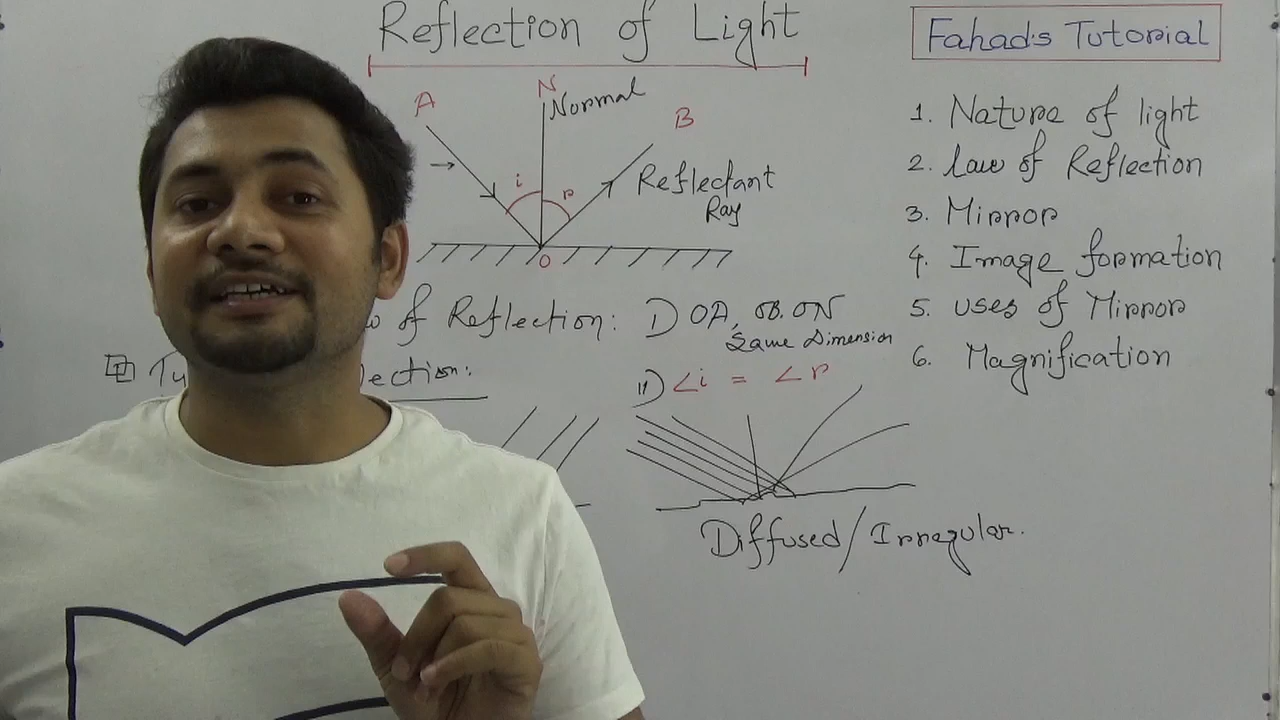 Reflection of Light
Fahad's Tutorial
N
Normal
A
B
i
r
Reflectant
Ray
O
of Reflection: I) OA, OB. ON
Same Dimension
II) ∠i = ∠r
1. Nature of light
2. Law of Reflection
3. Mirror
4. Image formation
5. uses of Mirror
6. Magnification
Diffused/Irregular.